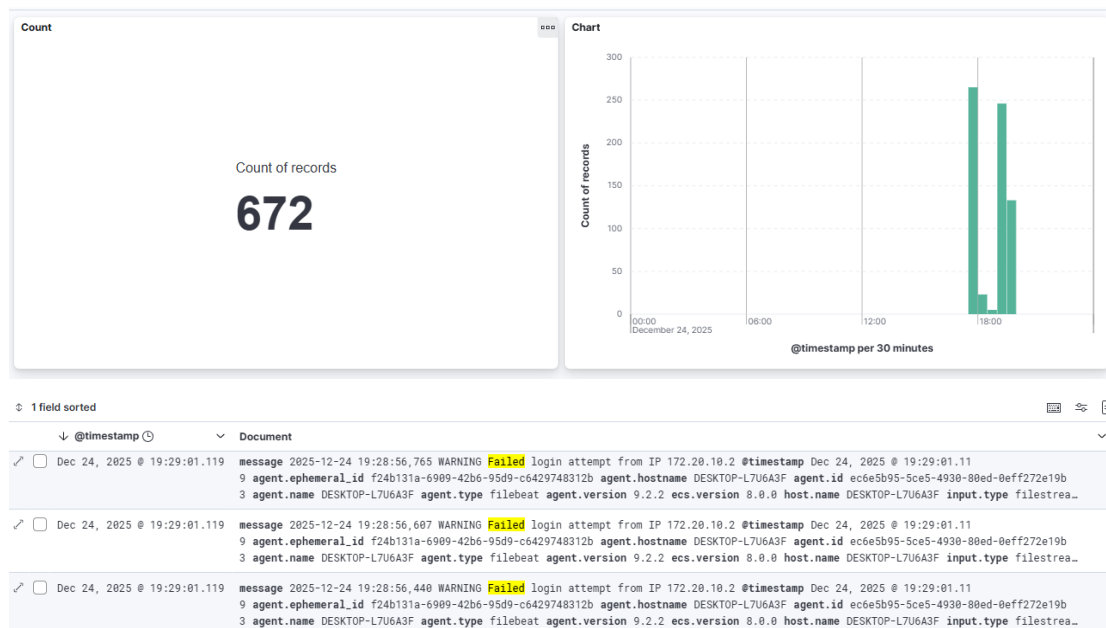 Count
Count of records
672
Chart
300
250
200
150
100
50
0
Count of records
00:00
December 24, 2025
06:00
12:00
18:00
@timestamp per 30 minutes
1 field sorted
@timestamp
Document
Dec 24, 2025 @ 19:29:01.119
message 2025-12-24 19:28:56,765 WARNING Failed login attempt from IP 172.20.10.2 @timestamp Dec 24, 2025 @ 19:29:01.11
9 agent.ephemeral_id f24b131a-6909-42b6-95d9-c6429748312b agent.hostname DESKTOP-L7U6A3F agent.id ec6e5b95-5ce5-4930-80ed-0eff272e19b
3 agent.name DESKTOP-L7U6A3F agent.type filebeat agent.version 9.2.2 ecs.version 8.0.0 host.name DESKTOP-L7U6A3F input.type filestrea…
Dec 24, 2025 @ 19:29:01.119
message 2025-12-24 19:28:56,607 WARNING Failed login attempt from IP 172.20.10.2 @timestamp Dec 24, 2025 @ 19:29:01.11
9 agent.ephemeral_id f24b131a-6909-42b6-95d9-c6429748312b agent.hostname DESKTOP-L7U6A3F agent.id ec6e5b95-5ce5-4930-80ed-0eff272e19b
3 agent.name DESKTOP-L7U6A3F agent.type filebeat agent.version 9.2.2 ecs.version 8.0.0 host.name DESKTOP-L7U6A3F input.type filestrea…
Dec 24, 2025 @ 19:29:01.119
message 2025-12-24 19:28:56,440 WARNING Failed login attempt from IP 172.20.10.2 @timestamp Dec 24, 2025 @ 19:29:01.11
9 agent.ephemeral_id f24b131a-6909-42b6-95d9-c6429748312b agent.hostname DESKTOP-L7U6A3F agent.id ec6e5b95-5ce5-4930-80ed-0eff272e19b
3 agent.name DESKTOP-L7U6A3F agent.type filebeat agent.version 9.2.2 ecs.version 8.0.0 host.name DESKTOP-L7U6A3F input.type filestrea…